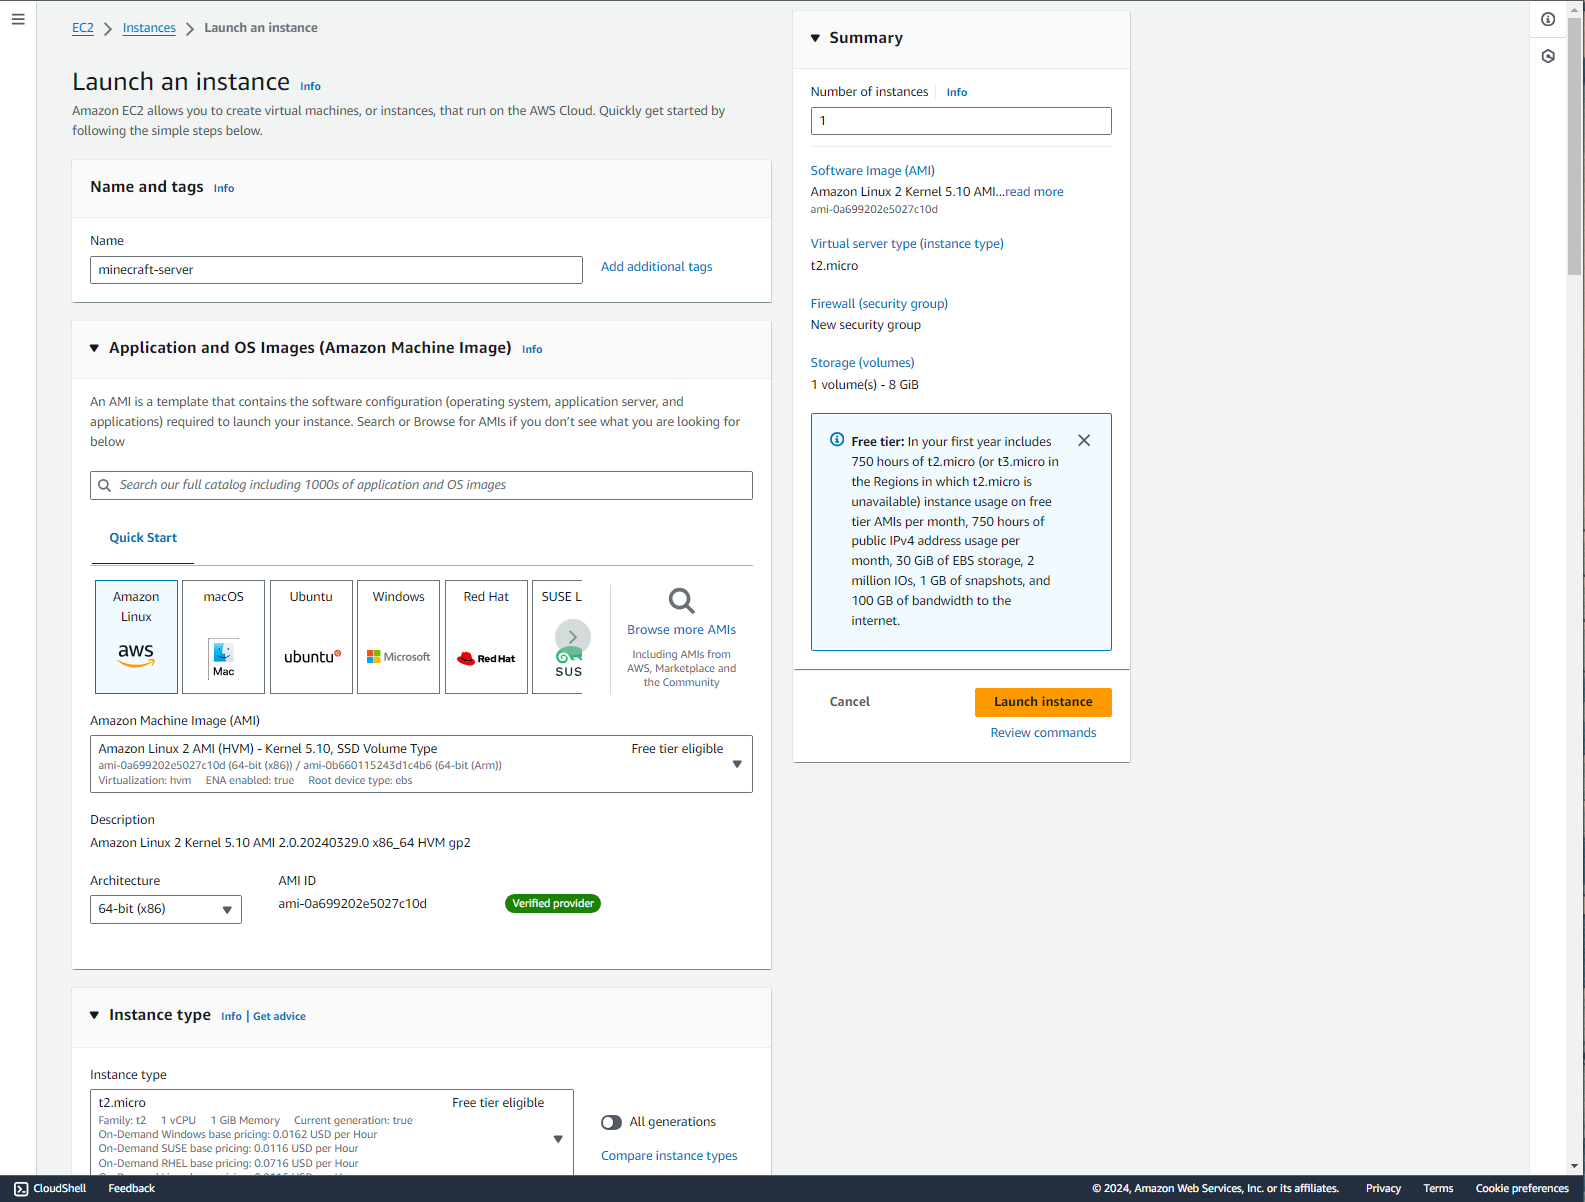 EC2 > Instances > Launch an instance
Launch an instance Info
Amazon EC2 allows you to create virtual machines, or instances, that run on the AWS Cloud. Quickly get started by
following the simple steps below.
Name and tags Info
Name
minecraft-server
Add additional tags
Application and OS Images (Amazon Machine Image) Info
An AMI is a template that contains the software configuration (operating system, application server, and
applications) required to launch your instance. Search or Browse for AMIs if you don’t see what you are looking for
below
Search our full catalog including 1000s of application and OS images
Quick Start
Amazon
Linux
aws
macOS
Mac
Ubuntu
ubuntu
Windows
Microsoft
Red Hat
Red Hat
SUSE L
SUS
Browse more AMIs
Including AMIs from
AWS, Marketplace and
the Community
Amazon Machine Image (AMI)
Amazon Linux 2 AMI (HVM) - Kernel 5.10, SSD Volume Type Free tier eligible
ami-0a699202e5027c10d (64-bit (x86)) / ami-0b660115243d1c4b6 (64-bit (Arm))
Virtualization: hvm ENA enabled: true Root device type: ebs
Description
Amazon Linux 2 Kernel 5.10 AMI 2.0.20240329.0 x86_64 HVM gp2
Architecture
64-bit (x86)
AMI ID
ami-0a699202e5027c10d
Verified provider
Instance type Info | Get advice
Instance type
t2.micro Free tier eligible
Family: t2 1 vCPU 1 GiB Memory Current generation: true
On-Demand Windows base pricing: 0.0162 USD per Hour
On-Demand SUSE base pricing: 0.0116 USD per Hour
On-Demand RHEL base pricing: 0.0716 USD per Hour
All generations
Compare instance types
Summary
Number of instances Info
1
Software Image (AMI)
Amazon Linux 2 Kernel 5.10 AMI...read more
ami-0a699202e5027c10d
Virtual server type (instance type)
t2.micro
Firewall (security group)
New security group
Storage (volumes)
1 volume(s) - 8 GiB
Free tier: In your first year includes
750 hours of t2.micro (or t3.micro in
the Regions in which t2.micro is
unavailable) instance usage on free
tier AMIs per month, 750 hours of
public IPv4 address usage per
month, 30 GiB of EBS storage, 2
million IOs, 1 GB of snapshots, and
100 GB of bandwidth to the
internet.
Cancel
Launch instance
Review commands
CloudShell Feedback
© 2024, Amazon Web Services, Inc. or its affiliates. Privacy Terms Cookie preferences